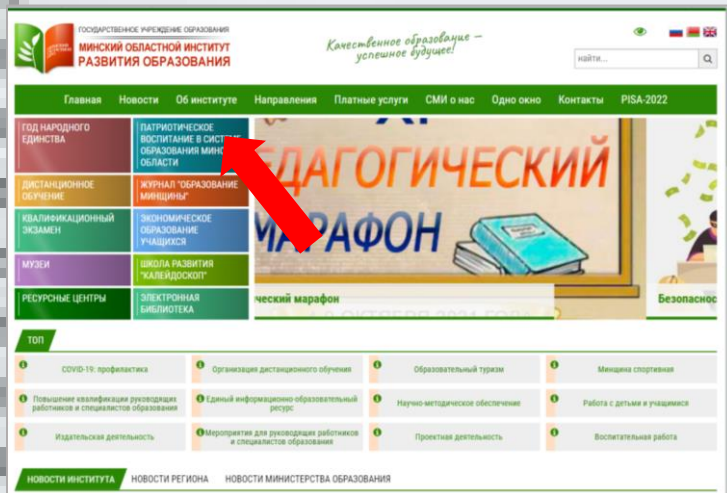 ГОСУДАРСТВЕННОЕ УЧРЕЖДЕНИЕ ОБРАЗОВАНИЯ
МИНСКИЙ ОБЛАСТНОЙ ИНСТИТУТ
РАЗВИТИЯ ОБРАЗОВАНИЯ
Качественное образование –
успешное будущее!
найти...
Главная Новости Об институте Направления Платные услуги СМИ о нас Одно окно Контакты PISA-2022
ГОД НАРОДНОГО
ЕДИНСТВА
ПАТРИОТИЧЕСКОЕ
ВОСПИТАНИЕ В СИСТЕМЕ
ОБРАЗОВАНИЯ МИНСКОЙ
ОБЛАСТИ
ДИСТАНЦИОННОЕ
ОБУЧЕНИЕ
ЖУРНАЛ "ОБРАЗОВАНИЕ
МИНЩИНЫ"
КВАЛИФИКАЦИОННЫЙ
ЭКЗАМЕН
ЭКОНОМИЧЕСКОЕ
ОБРАЗОВАНИЕ
УЧАЩИХСЯ
МУЗЕИ
ШКОЛА РАЗВИТИЯ
"КАЛЕЙДОСКОП"
РЕСУРСНЫЕ ЦЕНТРЫ
ЭЛЕКТРОННАЯ
БИБЛИОТЕКА
ЕДАГОГИЧЕСКИЙ
МАРАФОН
ический марафон
Безопаснос
ТОП
COVID-19: профилактика
Организация дистанционного обучения
Образовательный туризм
Минщина спортивная
Повышение квалификации руководящих
работников и специалистов образования
Единый информационно-образовательный
ресурс
Научно-методическое обеспечение
Работа с детьми и учащимися
Издательская деятельность
Мероприятия для руководящих работников
и специалистов образования
Проектная деятельность
Воспитательная работа
НОВОСТИ ИНСТИТУТА НОВОСТИ РЕГИОНА НОВОСТИ МИНИСТЕРСТВА ОБРАЗОВАНИЯ